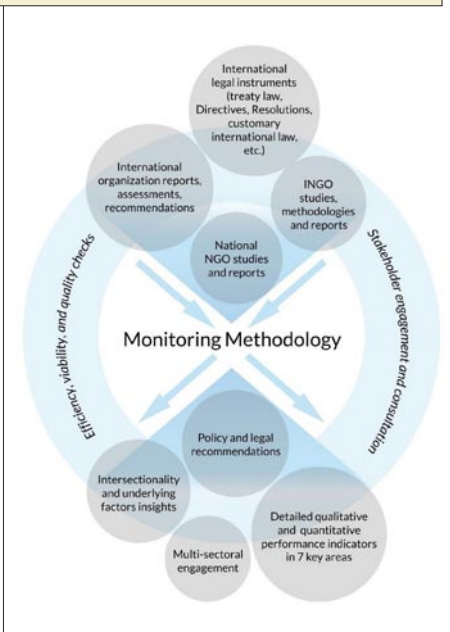 International
legal instruments
(treaty law,
Directives, Resolutions,
customary
international law,
etc.)
International
organization reports,
assessments,
recommendations
INGO
studies,
methodologies
and reports
National
NGO studies
and reports
Efficiency, viability, and quality checks
Stakeholder engagement and consultation
Monitoring Methodology
Policy and legal
recommendations
Intersectionality
and underlying
factors insights
Detailed qualitative
and quantitative
performance indicators
in 7 key areas
Multi-sectoral
engagement